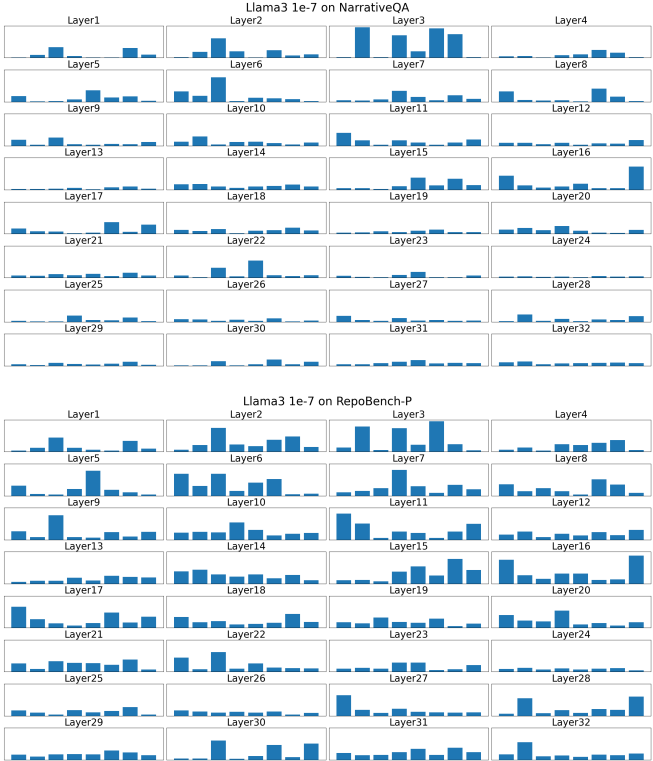 Llama3 1e-7 on NarrativeQA
Layer1 Layer2 Layer3 Layer4
Layer5 Layer6 Layer7 Layer8
Layer9 Layer10 Layer11 Layer12
Layer13 Layer14 Layer15 Layer16
Layer17 Layer18 Layer19 Layer20
Layer21 Layer22 Layer23 Layer24
Layer25 Layer26 Layer27 Layer28
Layer29 Layer30 Layer31 Layer32
Llama3 1e-7 on RepoBench-P
Layer1 Layer2 Layer3 Layer4
Layer5 Layer6 Layer7 Layer8
Layer9 Layer10 Layer11 Layer12
Layer13 Layer14 Layer15 Layer16
Layer17 Layer18 Layer19 Layer20
Layer21 Layer22 Layer23 Layer24
Layer25 Layer26 Layer27 Layer28
Layer29 Layer30 Layer31 Layer32